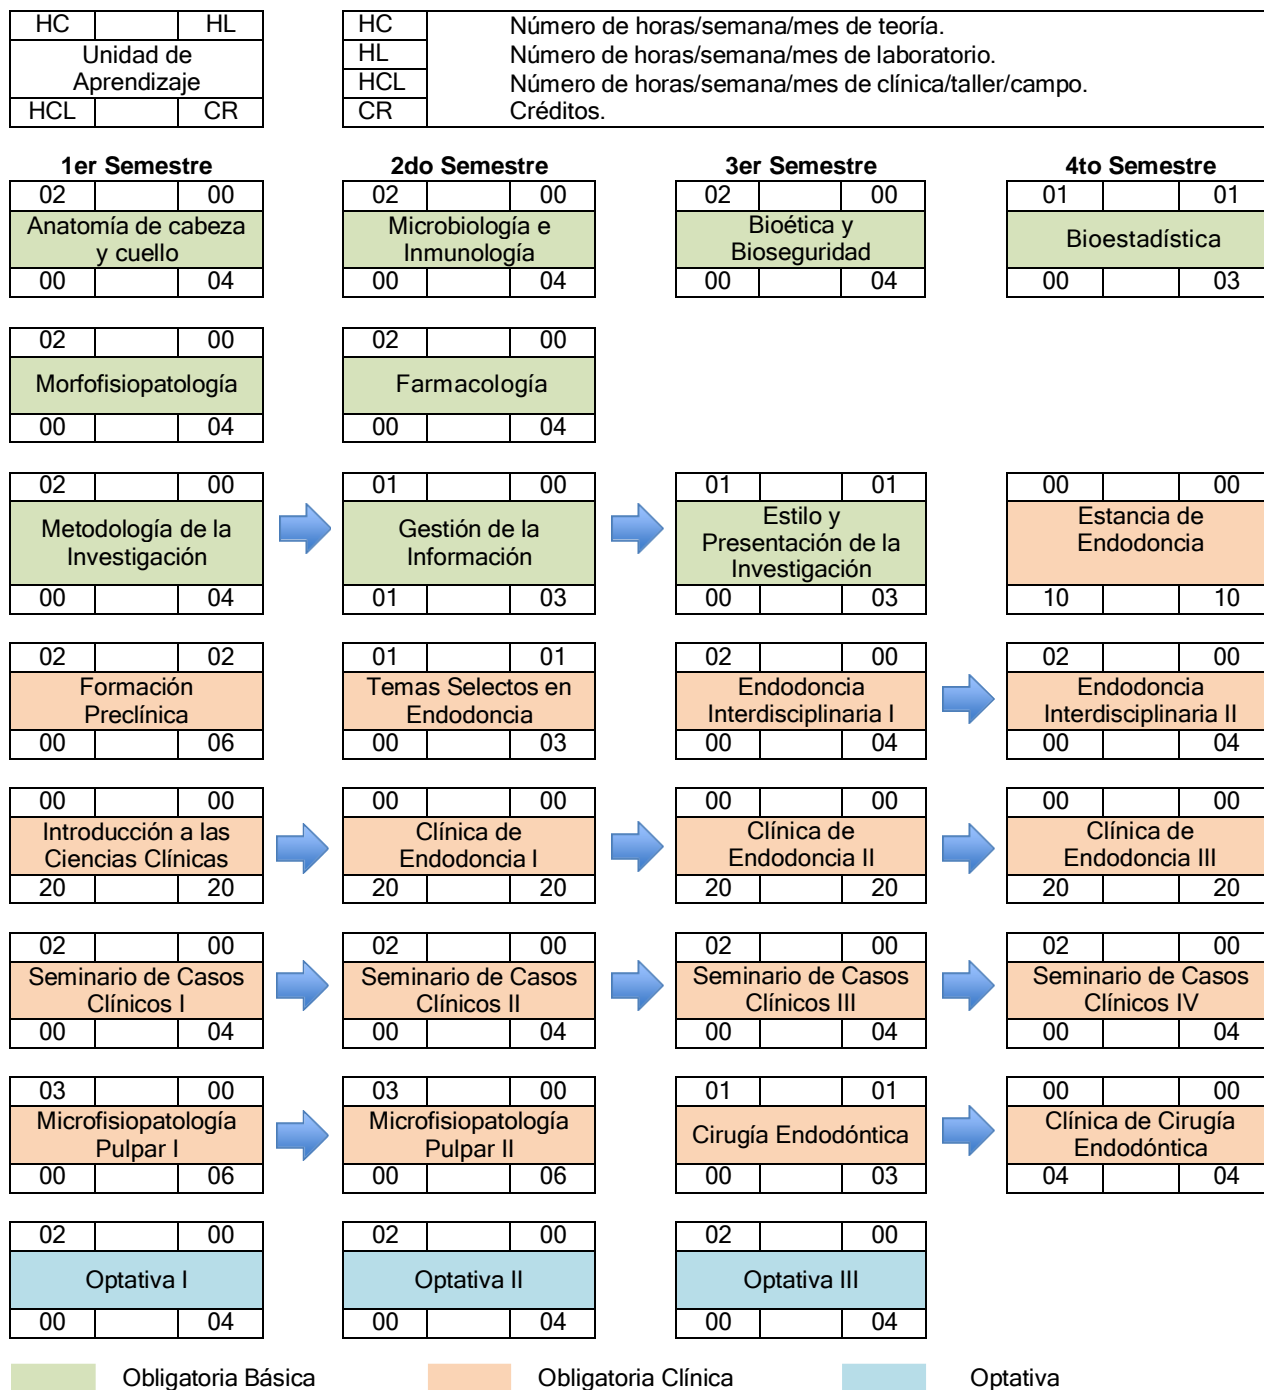 HC HL
Unidad de
Aprendizaje
HCL CR
HC Número de horas/semana/mes de teoría.
HL Número de horas/semana/mes de laboratorio.
HCL Número de horas/semana/mes de clínica/taller/campo.
CR Créditos.
1er Semestre 2do Semestre 3er Semestre 4to Semestre
02 00
Anatomía de cabeza
y cuello
00 04
02 00
Microbiología e
Inmunología
00 04
02 00
Bioética y
Bioseguridad
00 04
01 01
Bioestadística
00 03
02 00
Morfofisiopatología
00 04
02 00
Farmacología
00 04
02 00
Metodología de la
Investigación
00 04
01 00
Gestión de la
Información
01 03
01 01
Estilo y
Presentación de la
Investigación
00 03
00 00
Estancia de
Endodoncia
10 10
02 02
Formación
Preclínica
00 06
01 01
Temas Selectos en
Endodoncia
00 03
02 00
Endodoncia
Interdisciplinaria I
00 04
02 00
Endodoncia
Interdisciplinaria II
00 04
00 00
Introducción a las
Ciencias Clínicas
20 20
00 00
Clínica de
Endodoncia I
20 20
00 00
Clínica de
Endodoncia II
20 20
00 00
Clínica de
Endodoncia III
20 20
02 00
Seminario de Casos
Clínicos I
00 04
02 00
Seminario de Casos
Clínicos II
00 04
02 00
Seminario de Casos
Clínicos III
00 04
02 00
Seminario de Casos
Clínicos IV
00 04
03 00
Microfisiopatología
Pulpar I
00 06
03 00
Microfisiopatología
Pulpar II
00 06
01 01
Cirugía Endodóntica
00 03
00 00
Clínica de Cirugía
Endodóntica
04 04
02 00
Optativa I
00 04
02 00
Optativa II
00 04
02 00
Optativa III
00 04
Obligatoria Básica Obligatoria Clínica Optativa